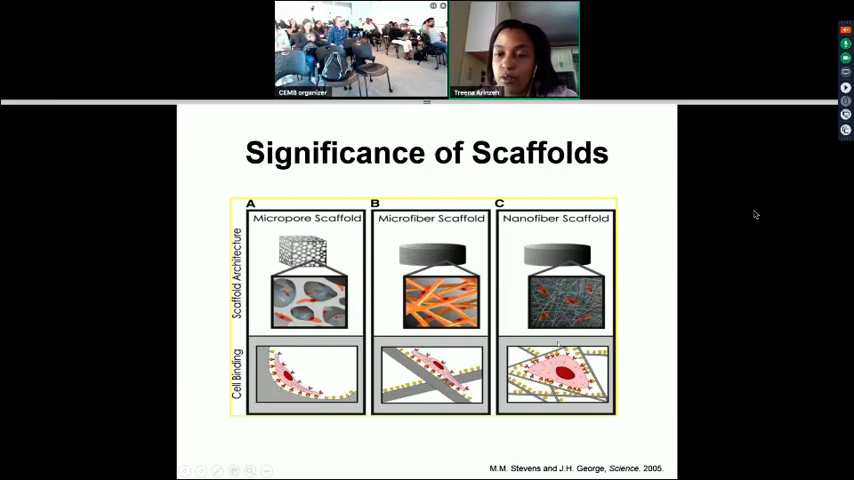 CEMB organizer
Treena Arinzeh
Significance of Scaffolds
A
B
C
Micropore Scaffold
Microfiber Scaffold
Nanofiber Scaffold
Scaffold Architecture
Cell Binding
M.M. Stevens and J.H. George, Science. 2005.